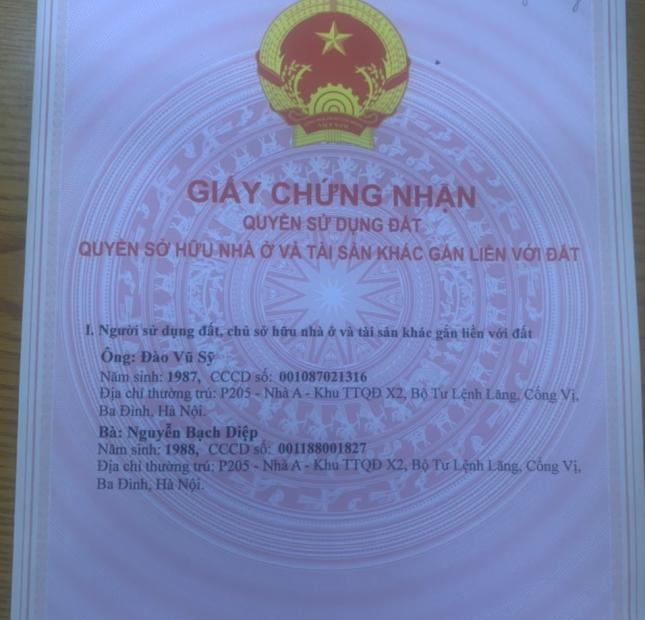 GIẤY CHỨNG NHẬN
QUYỀN SỬ DỤNG ĐẤT
QUYỀN SỞ HỮU NHÀ Ở VÀ TÀI SẢN KHÁC GẮN LIỀN VỚI ĐẤT
I. Người sử dụng đất, chủ sở hữu nhà ở và tài sản khác gắn liền với đất
Ông: Đào Vũ Sỹ
Năm sinh: 1987, CCCD số: 001087021316
Địa chỉ thường trú: P205 - Nhà A - Khu TTQĐ X2, Bộ Tư Lệnh Lăng, Cống Vị,
Ba Đình, Hà Nội.
Bà: Nguyễn Bạch Diệp
Năm sinh: 1988, CCCD số: 001188001827
Địa chỉ thường trú: P205 - Nhà A - Khu TTQĐ X2, Bộ Tư Lệnh Lăng, Cống Vị,
Ba Đình, Hà Nội.